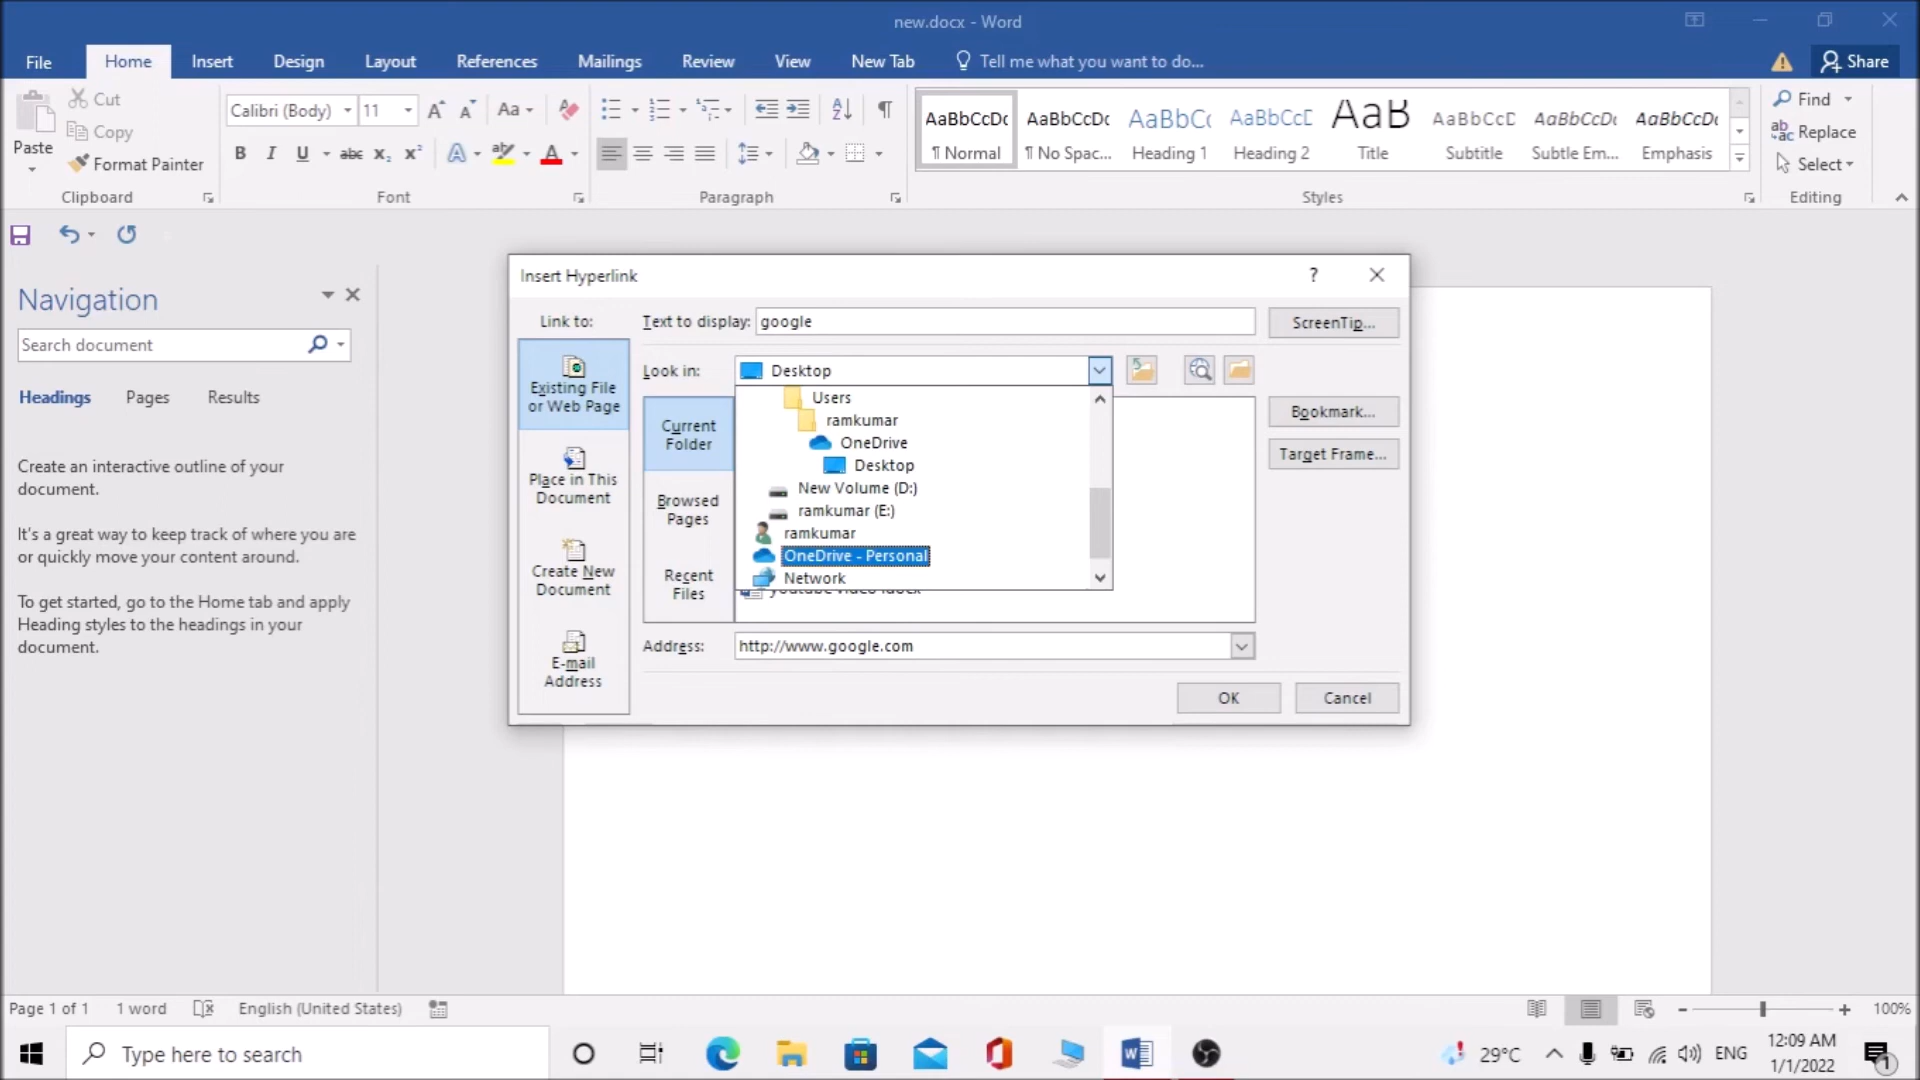 new.docx - Word
File Home Insert Design Layout References Mailings Review View New Tab Tell me what you want to do... Share
Paste
Cut
Copy
Format Painter
Clipboard
Calibri (Body) 11 Aa
B I U abc X₂ X² A A
Font
Paragraph
AaBbCcDc ¶ Normal
AaBbCcDc ¶ No Spac...
AaBbCc Heading 1
AaBbCcE Heading 2
AaB Title
AaBbCcD Subtitle
AaBbCcDc Subtle Em...
AaBbCcDc Emphasis
Styles
Find
Replace
Select
Editing
Navigation
Search document
Headings Pages Results
Create an interactive outline of your
document.
It's a great way to keep track of where you are
or quickly move your content around.
To get started, go to the Home tab and apply
Heading styles to the headings in your
document.
Insert Hyperlink ?
Link to:
Existing File
or Web Page
Place in This
Document
Create New
Document
E-mail
Address
Text to display: google
ScreenTip...
Look in: Desktop
Current
Folder
Browsed
Pages
Recent
Files
Users
ramkumar
OneDrive
Desktop
New Volume (D:)
ramkumar (E:)
ramkumar
OneDrive - Personal
Network
Bookmark...
Target Frame...
Address: http://www.google.com
OK Cancel
Page 1 of 1 1 word English (United States) 100%
Type here to search
29°C ENG
12:09 AM
1/1/2022
1